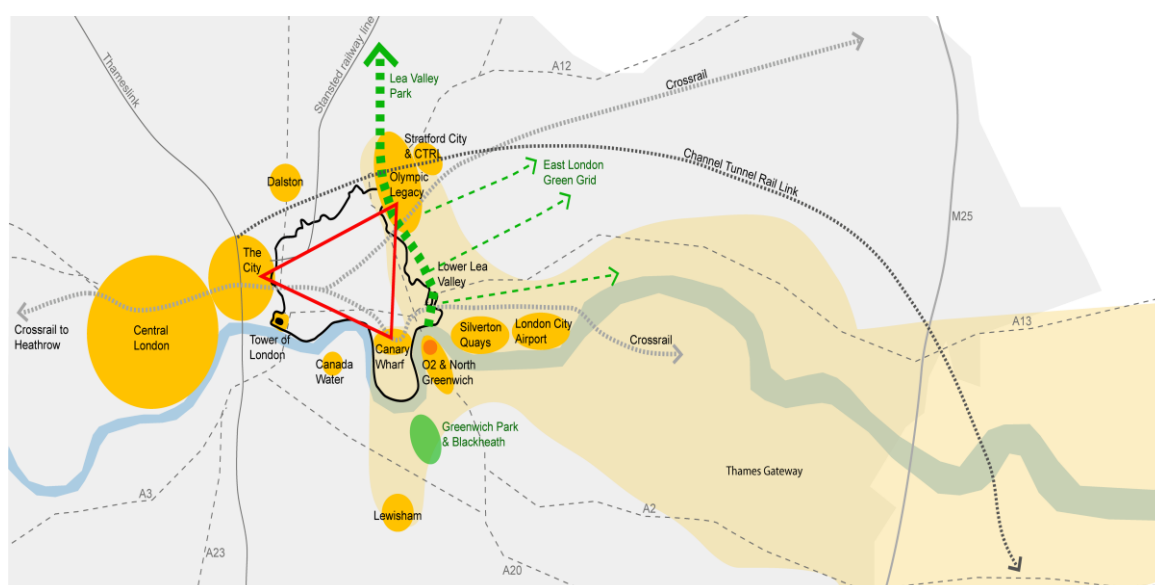 Thameslink
Stansted railway line
Lea Valley
Park
A12
Crossrail
Stratford City
& CTRL
Olympic
Legacy
East London
Green Grid
Channel Tunnel Rail Link
Dalston
M25
The
City
Lower Lea
Valley
Crossrail to
Heathrow
Central
London
Tower of
London
Canada
Water
Canary
Wharf
O2 & North
Greenwich
Silverton
Quays
London City
Airport
Crossrail
A13
Greenwich Park
& Blackheath
Thames Gateway
A3
Lewisham
A2
A23
A20